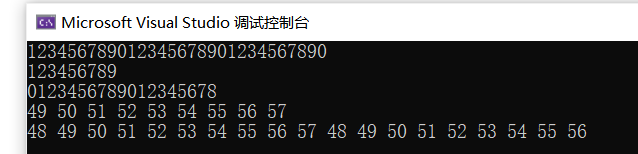 Microsoft Visual Studio 调试控制台
123456789012345678901234567890
123456789
0123456789012345678
49 50 51 52 53 54 55 56 57
48 49 50 51 52 53 54 55 56 57 48 49 50 51 52 53 54 55 56